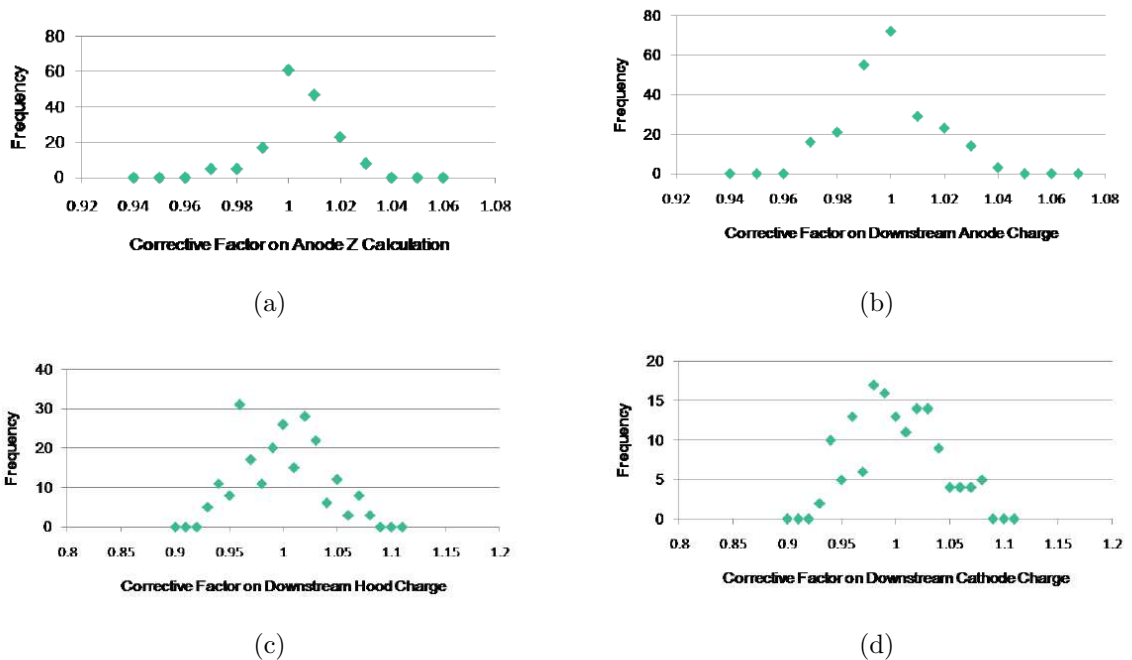 80
60
40
20
0
Frequency
0.92 0.94 0.96 0.98 1 1.02 1.04 1.06 1.08
Corrective Factor on Anode Z Calculation
(a)
80
60
40
20
0
Frequency
0.92 0.94 0.96 0.98 1 1.02 1.04 1.06 1.08
Corrective Factor on Downstream Anode Charge
(b)
40
30
20
10
0
Frequency
0.8 0.85 0.9 0.95 1 1.05 1.1 1.15 1.2
Corrective Factor on Downstream Hood Charge
(c)
20
15
10
5
0
Frequency
0.8 0.85 0.9 0.95 1 1.05 1.1 1.15 1.2
Corrective Factor on Downstream Cathode Charge
(d)